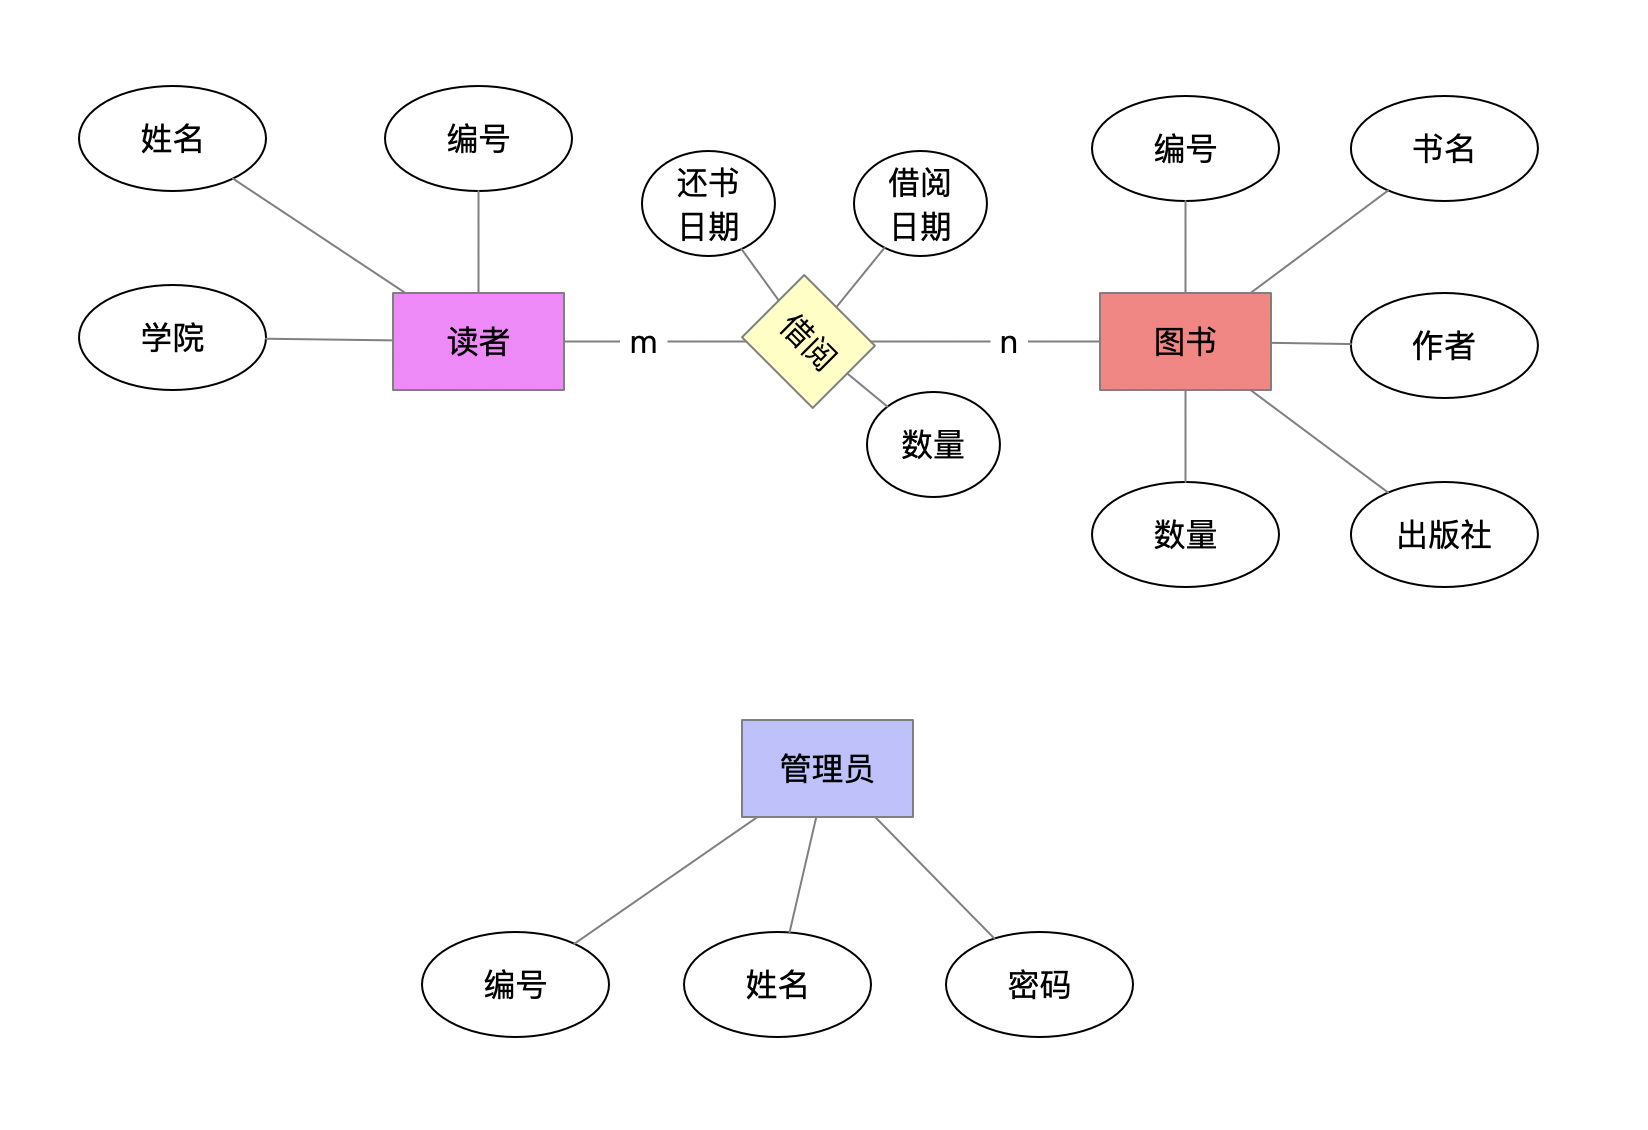 姓名
编号
还书
日期
借阅
日期
编号
书名
学院
读者
m
借阅
n
图书
作者
数量
数量
出版社
管理员
编号
姓名
密码